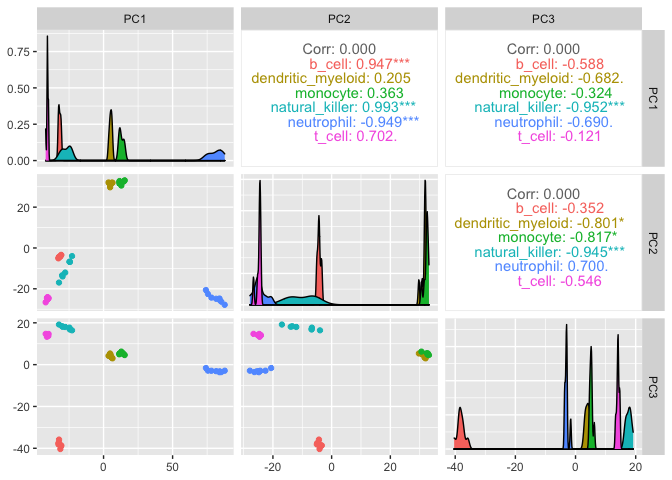 PC1
PC2
PC3
0.75
0.50
0.25
0.00
Corr: 0.000
b_cell: 0.947***
dendritic_myeloid: 0.205
monocyte: 0.363
natural_killer: 0.993***
neutrophil: -0.949***
t_cell: 0.702.
Corr: 0.000
b_cell: -0.588
dendritic_myeloid: -0.682.
monocyte: -0.324
natural_killer: -0.952***
neutrophil: -0.690.
t_cell: -0.121
PC1
20
0
-20
Corr: 0.000
b_cell: -0.352
dendritic_myeloid: -0.801*
monocyte: -0.817*
natural_killer: -0.945***
neutrophil: 0.700.
t_cell: -0.546
PC2
20
0
-20
-40
PC3
0
50
-20
0
20
-40
-20
0
20